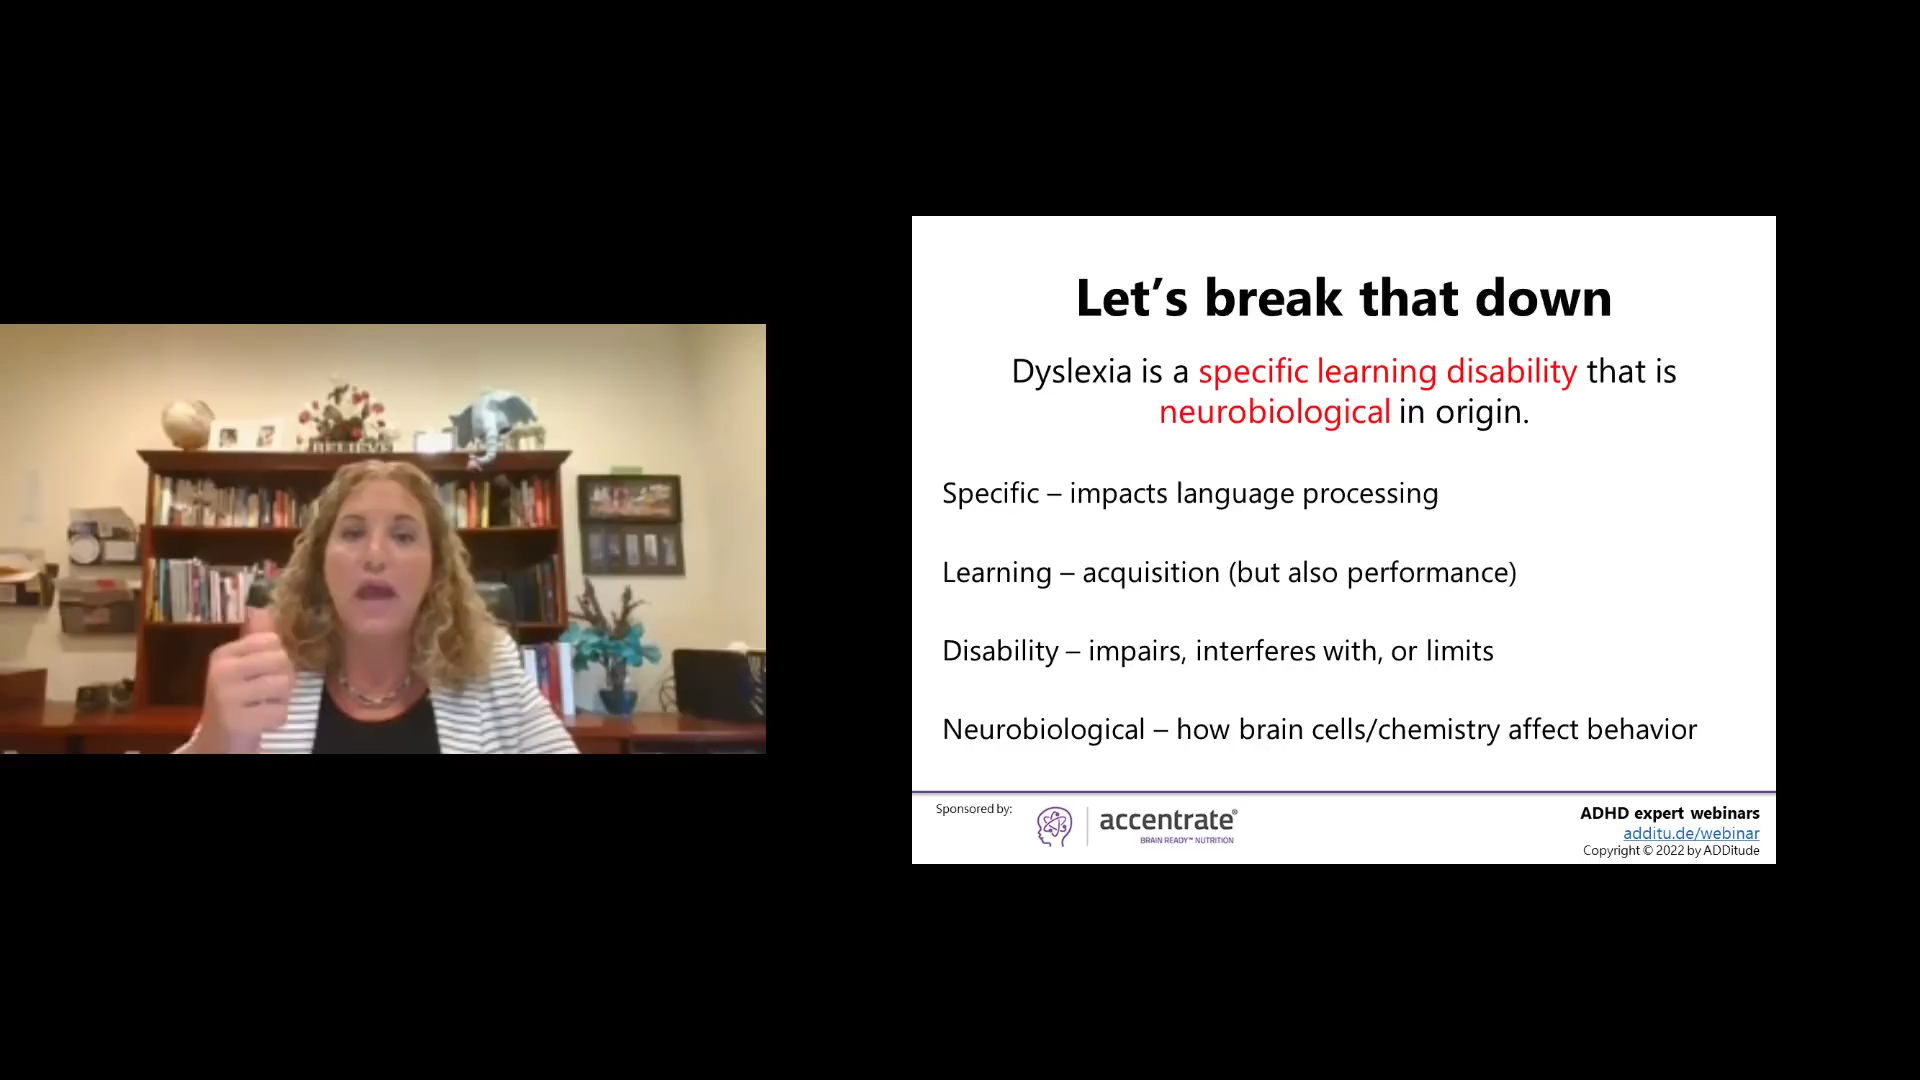 BELIEVE
Let’s break that down
Dyslexia is a specific learning disability that is
neurobiological in origin.
Specific – impacts language processing
Learning – acquisition (but also performance)
Disability – impairs, interferes with, or limits
Neurobiological – how brain cells/chemistry affect behavior
Sponsored by:
accentrate®
BRAIN READY™ NUTRITION
ADHD expert webinars
additu.de/webinar
Copyright © 2022 by ADDitude